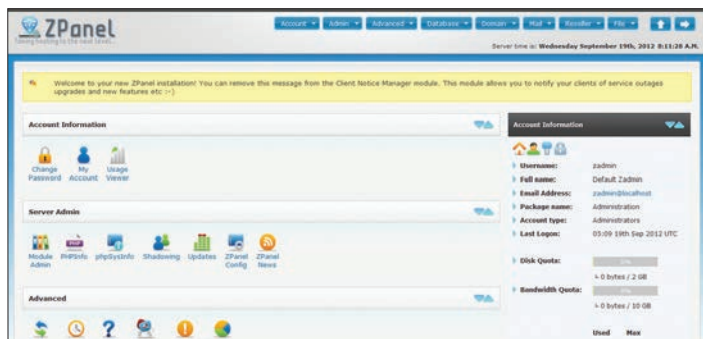 ZPanel
Taking hosting to the next level...
Account Admin Advanced Database Domain Mail Reseller File
Server time is: Wednesday September 19th, 2012 8:11:28 A.M.
Welcome to your new ZPanel installation! You can remove this message from the Client Notice Manager module. This module allows you to notify your clients of service outages
upgrades and new features etc :-)
Account Information
Change Password
My Account
Usage Viewer
Server Admin
Module Admin
PHPInfo
phpSysInfo
Shadowing
Updates
ZPanel Config
ZPanel News
Advanced
Account Information
Username: zadmin
Full name: Default Zadmin
Email Address: zadmin@localhost
Package name: Administration
Account type: Administrators
Last Logon: 05:09 19th Sep 2012 UTC
Disk Quota:
0 bytes / 2 GB
Bandwidth Quota:
0 bytes / 10 GB
Used Max